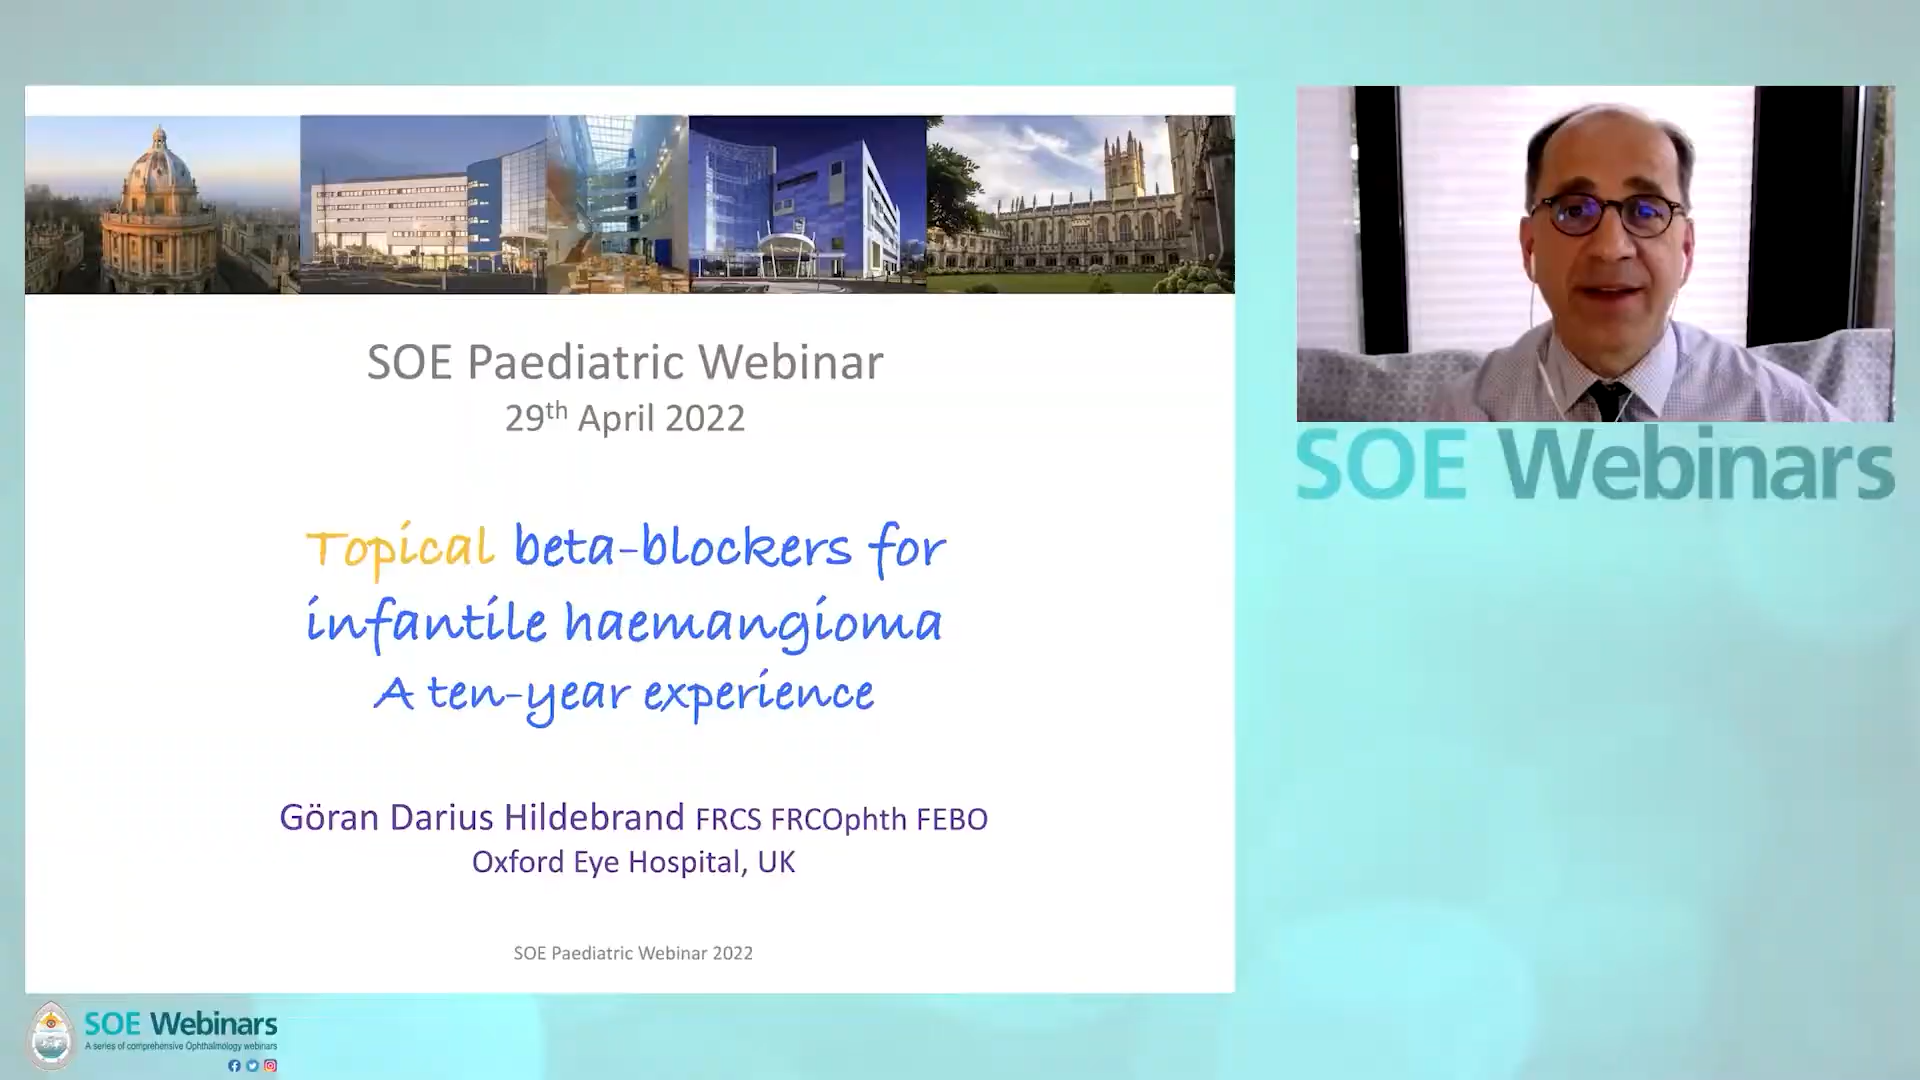 SOE Paediatric Webinar
29th April 2022
Topical beta-blockers for
infantile haemangioma
A ten-year experience
Göran Darius Hildebrand FRCS FRCOphth FEBO
Oxford Eye Hospital, UK
SOE Paediatric Webinar 2022
SOE Webinars
SOE Webinars
A series of comprehensive Ophthalmology webinars